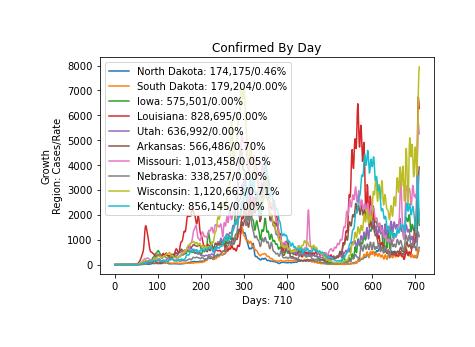 Confirmed By Day
8000
7000
6000
5000
4000
3000
2000
1000
0
Growth
Region: Cases/Rate
North Dakota: 174,175/0.46%
South Dakota: 179,204/0.00%
Iowa: 575,501/0.00%
Louisiana: 828,695/0.00%
Utah: 636,992/0.00%
Arkansas: 566,486/0.70%
Missouri: 1,013,458/0.05%
Nebraska: 338,257/0.00%
Wisconsin: 1,120,663/0.71%
Kentucky: 856,145/0.00%
0 100 200 300 400 500 600 700
Days: 710